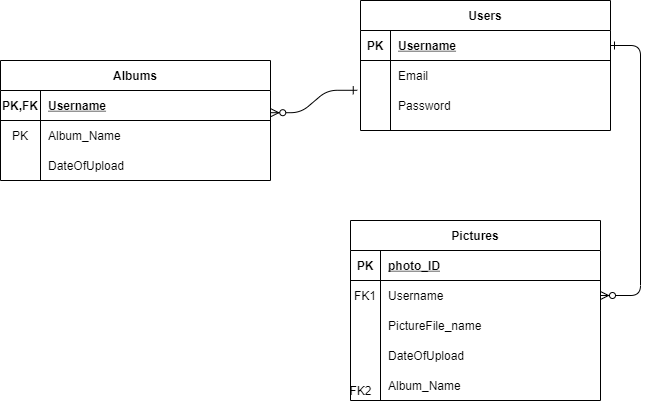 Users
PK Username
Email
Password
Albums
PK,FK Username
PK Album_Name
DateOfUpload
Pictures
PK photo_ID
FK1 Username
PictureFile_name
DateOfUpload
FK2 Album_Name